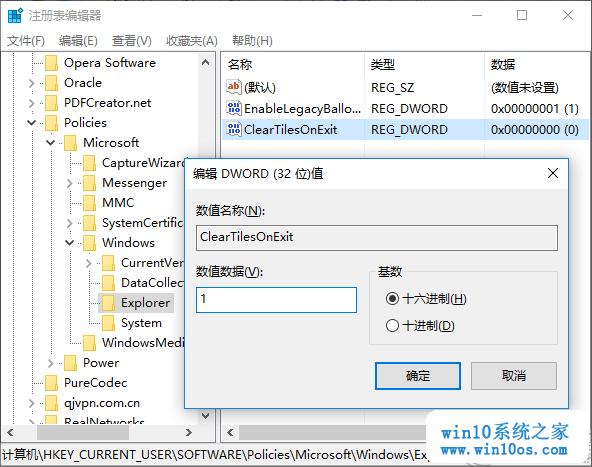 注册表编辑器
文件(F) 编辑(E) 查看(V) 收藏夹(A) 帮助(H)
Opera Software
Oracle
PDFCreator.net
Policies
Microsoft
CaptureWizar
Messenger
MMC
SystemCertific
Windows
CurrentVer
DataCollect
Explorer
System
WindowsMedi
Power
PureCodec
qjvpn.com.cn
RealNetworks
名称 类型 数据
(默认) REG_SZ (数值未设置)
EnableLegacyBallo... REG_DWORD 0x00000001 (1)
ClearTilesOnExit REG_DWORD 0x00000000 (0)
编辑 DWORD (32 位)值
数值名称(N):
ClearTilesOnExit
数值数据(V):
1
基数
十六进制(H)
十进制(D)
确定 取消
计算机\HKEY_CURRENT_USER\SOFTWARE\Policies\Microsoft\Windows\Ex
win10系统之家
www.win10os.com